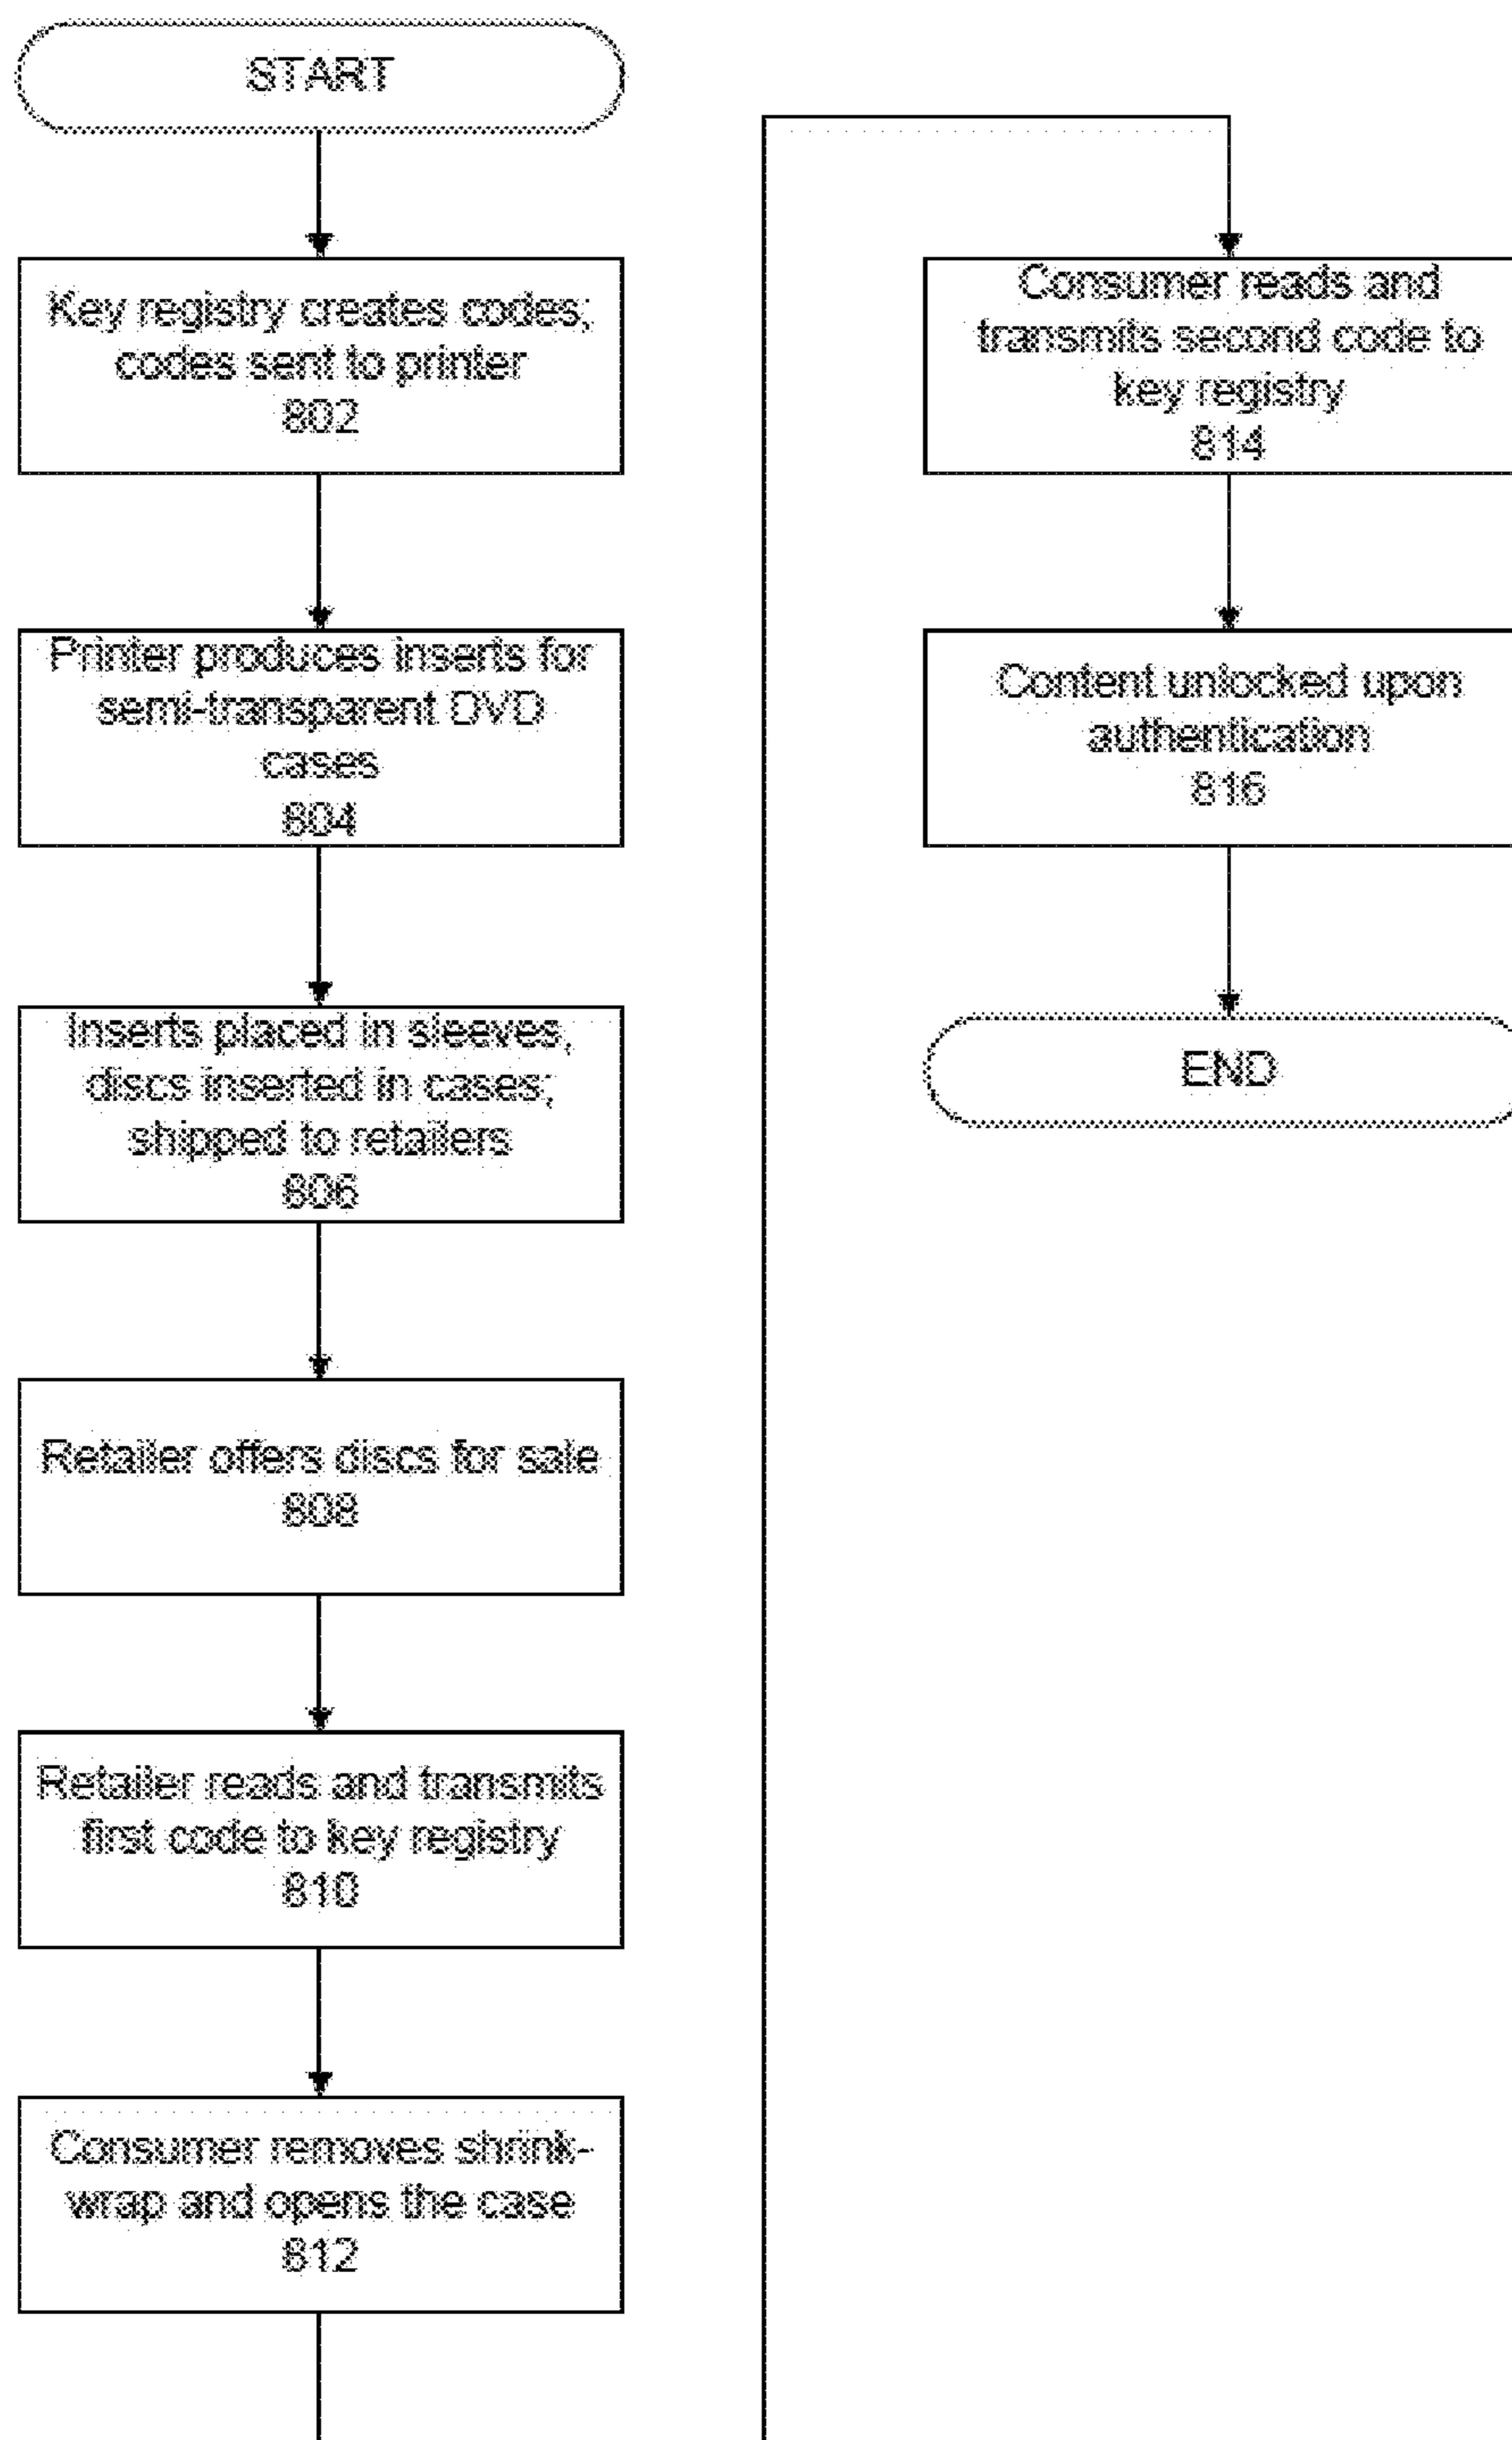 START
Key registry creates codes;
codes sent to printer
802
Printer produces inserts for
semi-transparent DVD
cases
804
Inserts placed in sleeves,
discs inserted in cases;
shipped to retailers
806
Retailer offers discs for sale
808
Retailer reads and transmits
first code to key registry
810
Consumer removes shrink-
wrap and opens the case
812
Consumer reads and
transmits second code to
key registry
814
Content unlocked upon
authentication
816
END